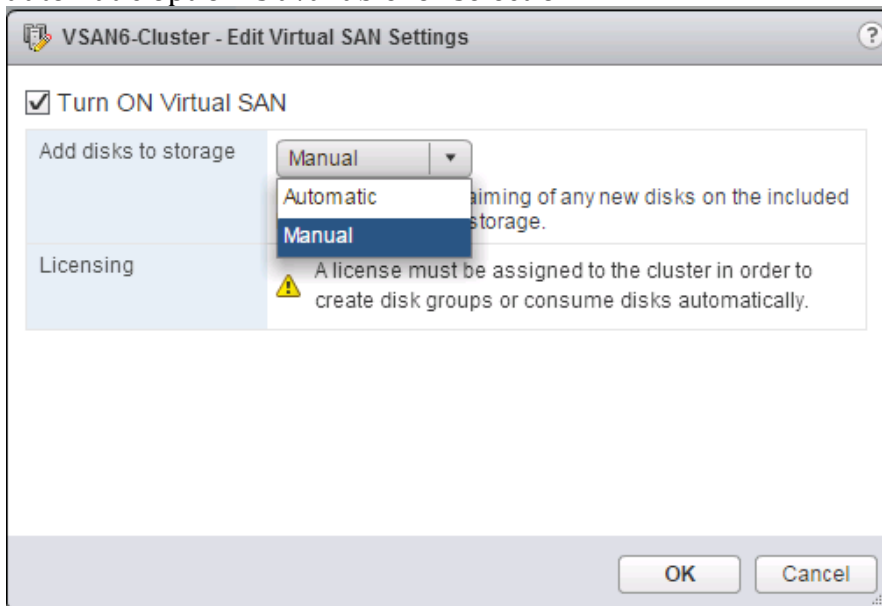 VSAN6-Cluster - Edit Virtual SAN Settings ?
Turn ON Virtual SAN
Add disks to storage
Manual
Automatic
Manual
aiming of any new disks on the included
storage.
Licensing
A license must be assigned to the cluster in order to
create disk groups or consume disks automatically.
OK Cancel